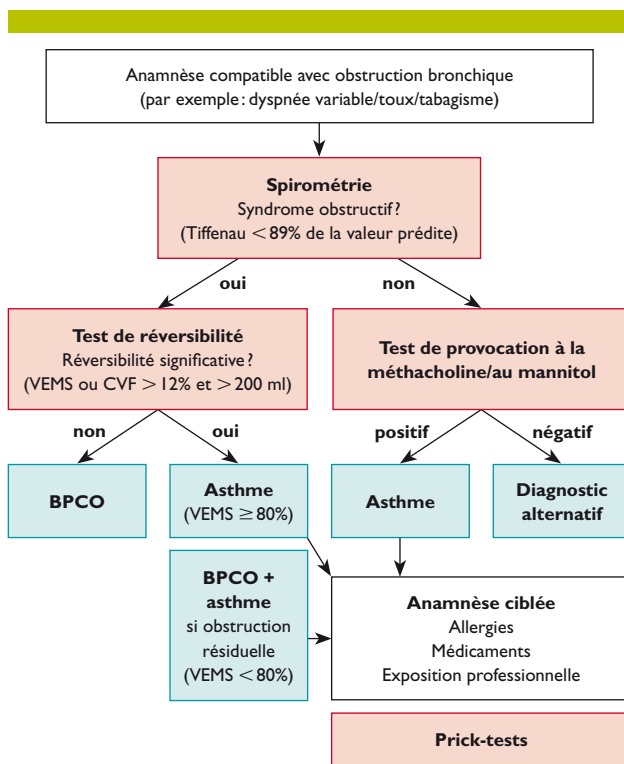 Anamnèse compatible avec obstruction bronchique
(par exemple: dyspnée variable/toux/tabagisme)
Spirométrie
Syndrome obstructif?
(Tiffenau < 89% de la valeur prédite)
oui
non
Test de réversibilité
Réversibilité significative?
(VEMS ou CVF > 12% et > 200 ml)
Test de provocation à la
méthacholine/au mannitol
non
oui
positif
négatif
BPCO
Asthme
(VEMS ≥ 80%)
Asthme
Diagnostic
alternatif
BPCO +
asthme
si obstruction
résiduelle
(VEMS < 80%)
Anamnèse ciblée
Allergies
Médicaments
Exposition professionnelle
Prick-tests